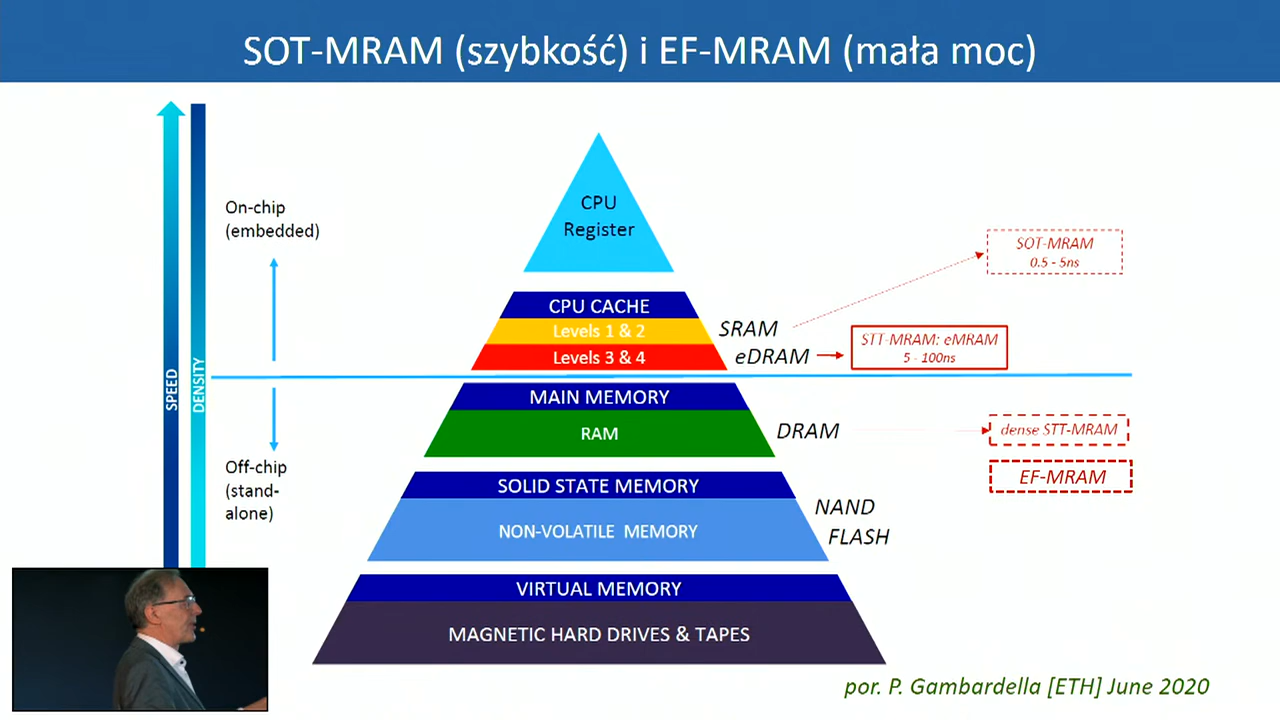 SOT-MRAM (szybkość) i EF-MRAM (mała moc)
SPEED
DENSITY
On-chip
(embedded)
Off-chip
(stand-
alone)
CPU
Register
CPU CACHE
Levels 1 & 2
Levels 3 & 4
MAIN MEMORY
RAM
SOLID STATE MEMORY
NON-VOLATILE MEMORY
VIRTUAL MEMORY
MAGNETIC HARD DRIVES & TAPES
SRAM
eDRAM
DRAM
NAND
FLASH
SOT-MRAM
0.5 - 5ns
STT-MRAM: eMRAM
5 - 100ns
dense STT-MRAM
EF-MRAM
por. P. Gambardella [ETH] June 2020